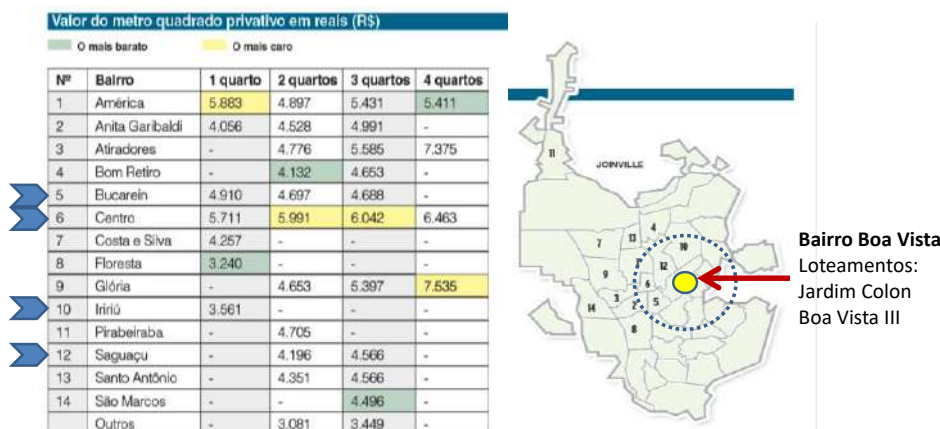 Valor do metro quadrado privativo em reais (R$)
O mais barato O mais caro
Nº Bairro 1 quarto 2 quartos 3 quartos 4 quartos
1 América 5.883 4.897 5.431 5.411
2 Anita Garibaldi 4.056 4.528 4.991 -
3 Atiradores - 4.776 5.585 7.375
4 Bom Retiro - 4.132 4.653 -
5 Bucarein 4.910 4.697 4.688 -
6 Centro 5.711 5.991 6.042 6.463
7 Costa e Silva 4.257 - - -
8 Floresta 3.240 - - -
9 Glória - 4.653 5.397 7.535
10 Iririú 3.561 - - -
11 Pirabeiraba - 4.705 - -
12 Saguaçu - 4.196 4.566 -
13 Santo Antônio - 4.351 4.566 -
14 São Marcos - - 4.496 -
Outros - 3.081 3.449 -
11
JOINVILLE
4
7 13 10
9 12
6
14 3 2 5
8
Bairro Boa Vista
Loteamentos:
Jardim Colon
Boa Vista III